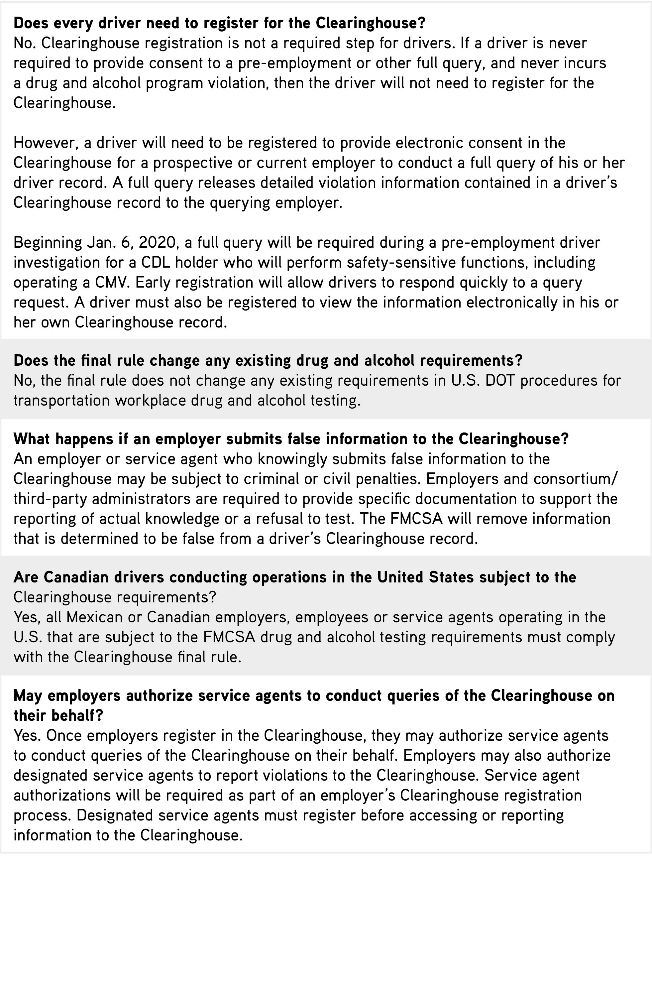 Does every driver need to register for the Clearinghouse?
No. Clearinghouse registration is not a required step for drivers. If a driver is never
required to provide consent to a pre-employment or other full query, and never incurs
a drug and alcohol program violation, then the driver will not need to register for the
Clearinghouse.
However, a driver will need to be registered to provide electronic consent in the
Clearinghouse for a prospective or current employer to conduct a full query of his or her
driver record. A full query releases detailed violation information contained in a driver’s
Clearinghouse record to the querying employer.
Beginning Jan. 6, 2020, a full query will be required during a pre-employment driver
investigation for a CDL holder who will perform safety-sensitive functions, including
operating a CMV. Early registration will allow drivers to respond quickly to a query
request. A driver must also be registered to view the information electronically in his or
her own Clearinghouse record.
Does the final rule change any existing drug and alcohol requirements?
No, the final rule does not change any existing requirements in U.S. DOT procedures for
transportation workplace drug and alcohol testing.
What happens if an employer submits false information to the Clearinghouse?
An employer or service agent who knowingly submits false information to the
Clearinghouse may be subject to criminal or civil penalties. Employers and consortium/
third-party administrators are required to provide specific documentation to support the
reporting of actual knowledge or a refusal to test. The FMCSA will remove information
that is determined to be false from a driver’s Clearinghouse record.
Are Canadian drivers conducting operations in the United States subject to the
Clearinghouse requirements?
Yes, all Mexican or Canadian employers, employees or service agents operating in the
U.S. that are subject to the FMCSA drug and alcohol testing requirements must comply
with the Clearinghouse final rule.
May employers authorize service agents to conduct queries of the Clearinghouse on
their behalf?
Yes. Once employers register in the Clearinghouse, they may authorize service agents
to conduct queries of the Clearinghouse on their behalf. Employers may also authorize
designated service agents to report violations to the Clearinghouse. Service agent
authorizations will be required as part of an employer’s Clearinghouse registration
process. Designated service agents must register before accessing or reporting
information to the Clearinghouse.